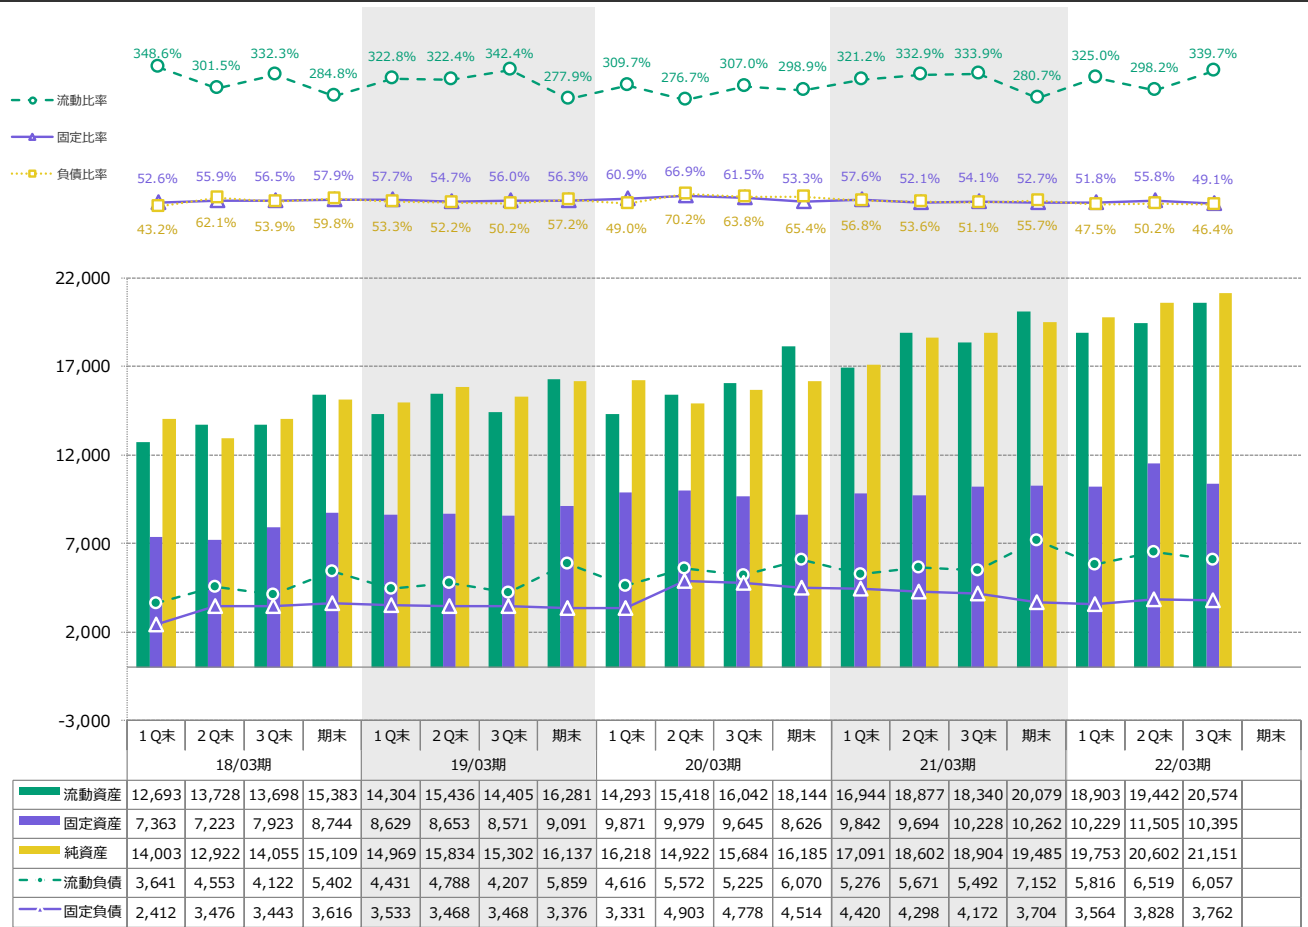 348.6% 301.5% 332.3% 284.8% 322.8% 322.4% 342.4% 277.9% 309.7% 276.7% 307.0% 298.9% 321.2% 332.9% 333.9% 280.7% 325.0% 298.2% 339.7%
流動比率
固定比率
負債比率
52.6% 55.9% 56.5% 57.9% 57.7% 54.7% 56.0% 56.3% 60.9% 66.9% 61.5% 53.3% 57.6% 52.1% 54.1% 52.7% 51.8% 55.8% 49.1%
43.2% 62.1% 53.9% 59.8% 53.3% 52.2% 50.2% 57.2% 49.0% 70.2% 63.8% 65.4% 56.8% 53.6% 51.1% 55.7% 47.5% 50.2% 46.4%
22,000
17,000
12,000
7,000
2,000
-3,000
1Q末 2Q末 3Q末 期末 1Q末 2Q末 3Q末 期末 1Q末 2Q末 3Q末 期末 1Q末 2Q末 3Q末 期末 1Q末 2Q末 3Q末 期末
18/03期 19/03期 20/03期 21/03期 22/03期
流動資産 12,693 13,728 13,698 15,383 14,304 15,436 14,405 16,281 14,293 15,418 16,042 18,144 16,944 18,877 18,340 20,079 18,903 19,442 20,574
固定資産 7,363 7,223 7,923 8,744 8,629 8,653 8,571 9,091 9,871 9,979 9,645 8,626 9,842 9,694 10,228 10,262 10,229 11,505 10,395
純資産 14,003 12,922 14,055 15,109 14,969 15,834 15,302 16,137 16,218 14,922 15,684 16,185 17,091 18,602 18,904 19,485 19,753 20,602 21,151
流動負債 3,641 4,553 4,122 5,402 4,431 4,788 4,207 5,859 4,616 5,572 5,225 6,070 5,276 5,671 5,492 7,152 5,816 6,519 6,057
固定負債 2,412 3,476 3,443 3,616 3,533 3,468 3,468 3,376 3,331 4,903 4,778 4,514 4,420 4,298 4,172 3,704 3,564 3,828 3,762